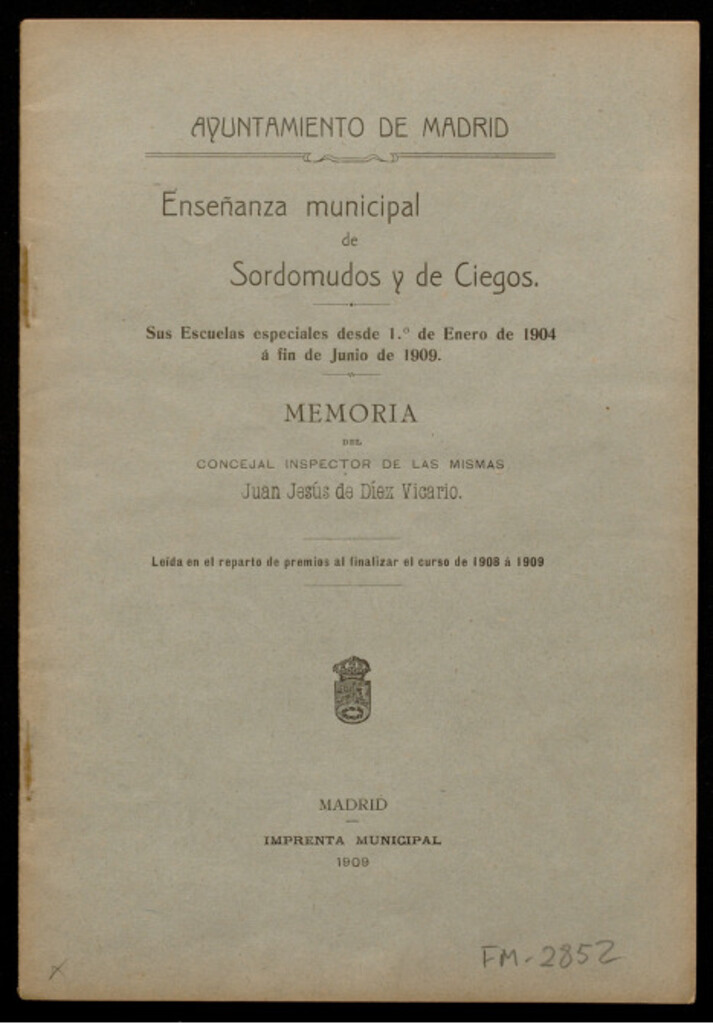 AYUNTAMIENTO DE MADRID
Enseñanza municipal
de
Sordomudos y de Ciegos.
Sus Escuelas especiales desde 1.º de Enero de 1904
á fin de Junio de 1909.
MEMORIA
DEL
CONCEJAL INSPECTOR DE LAS MISMAS
Juan Jesús de Díez Vicario.
Leída en el reparto de premios al finalizar el curso de 1908 á 1909
MADRID
IMPRENTA MUNICIPAL
1909
FM-2852